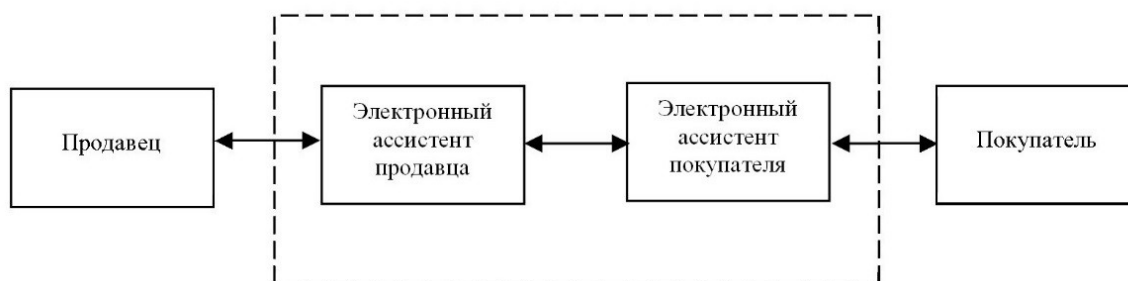 Продавец
Электронный
ассистент
продавца
Электронный
ассистент
покупателя
Покупатель